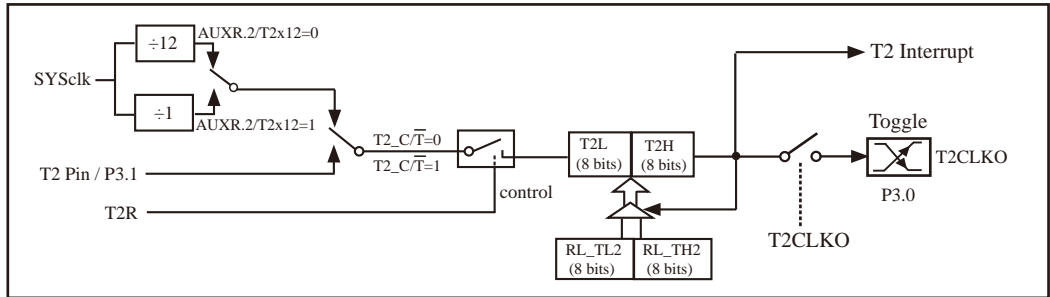 ÷12
AUXR.2/T2x12=0
SYSclk
÷1
AUXR.2/T2x12=1
T2 Pin / P3.1
T2R
T2_C/T̅=0
T2_C/T̅=1
control
T2L
(8 bits)
T2H
(8 bits)
RL_TL2
(8 bits)
RL_TH2
(8 bits)
T2 Interrupt
Toggle
T2CLKO
P3.0
T2CLKO